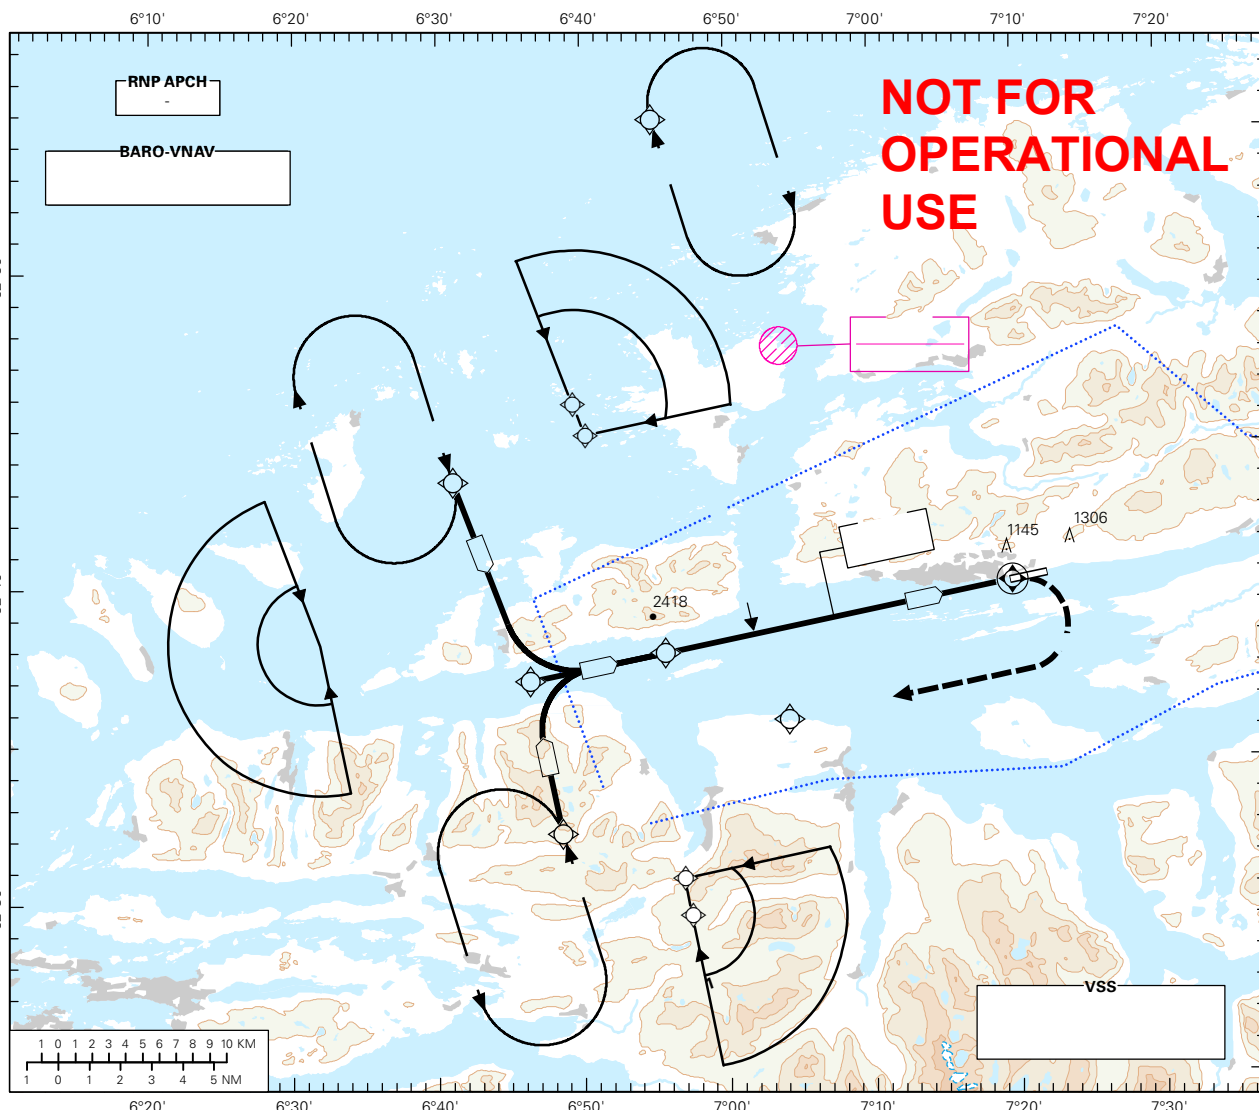 6°10' 6°20' 6°30' 6°40' 6°50' 7°00' 7°10' 7°20'
RNP APCH
-
BARO-VNAV
NOT FOR
OPERATIONAL
USE
1306
1145
2418
VSS
1 0 1 2 3 4 5 6 7 8 9 10 KM
1 0 1 2 3 4 5 NM
6°20' 6°30' 6°40' 6°50' 7°00' 7°10' 7°20' 7°30'